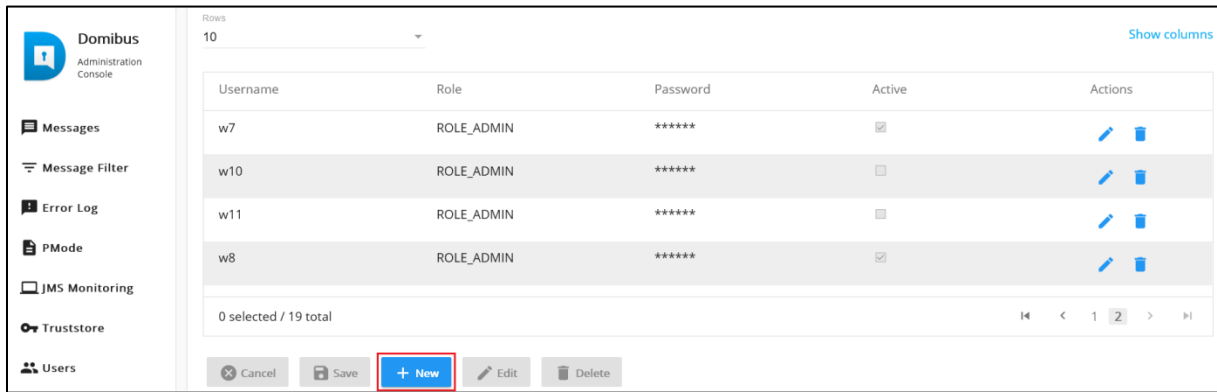 Domibus
Administration
Console
Messages
Message Filter
Error Log
PMode
JMS Monitoring
Truststore
Users
Rows
10
Show columns
Username Role Password Active Actions
w7 ROLE_ADMIN ******
w10 ROLE_ADMIN ******
w11 ROLE_ADMIN ******
w8 ROLE_ADMIN ******
0 selected / 19 total 1 2
Cancel Save + New Edit Delete